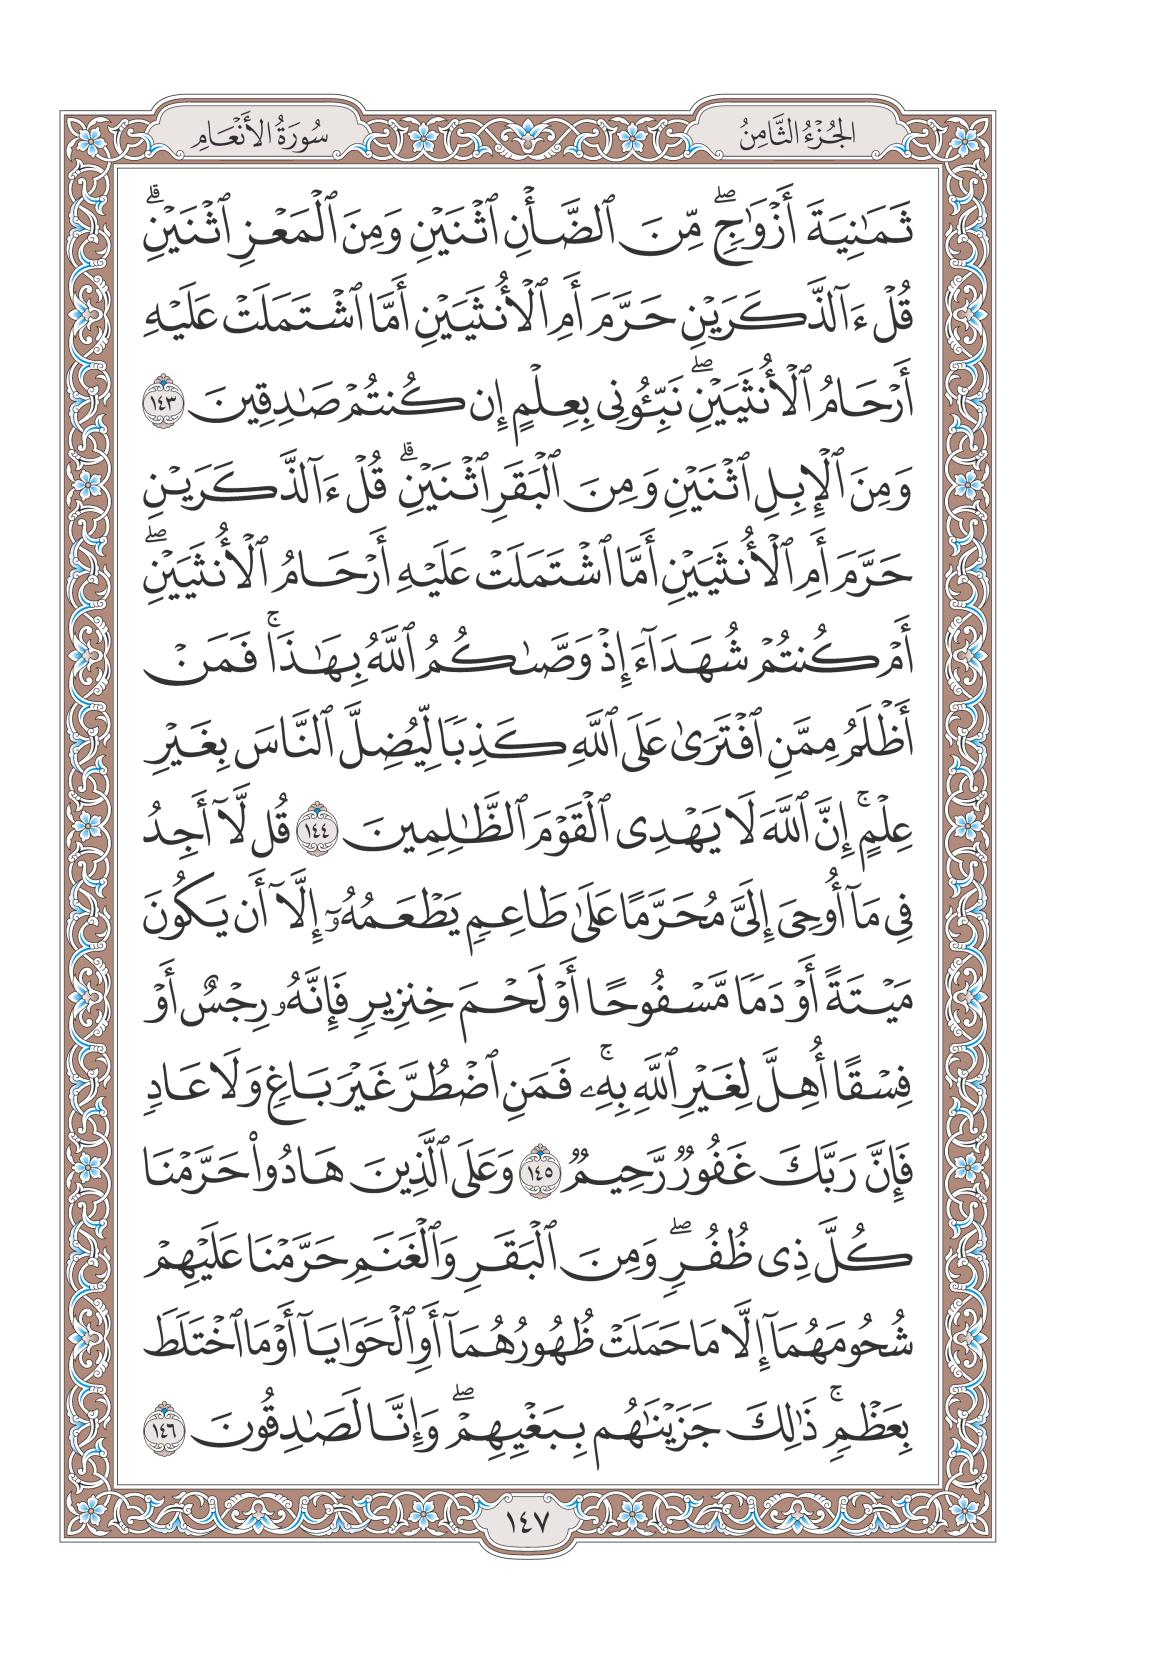 الجُزْءُ الثَّامِنُ
سُورَةُ الأَنْعَامِ
ثَمَٰنِيَةَ أَزْوَٰجٖۖ مِّنَ ٱلضَّأۡنِ ٱثۡنَيۡنِ وَمِنَ ٱلۡمَعۡزِ ٱثۡنَيۡنِۗ
قُلۡ ءَآلذَّكَرَيۡنِ حَرَّمَ أَمِ ٱلۡأُنثَيَيۡنِ أَمَّا ٱشۡتَمَلَتۡ عَلَيۡهِ
أَرۡحَامُ ٱلۡأُنثَيَيۡنِۖ نَبِّـُٔونِي بِعِلۡمٍ إِن كُنتُمۡ صَٰدِقِينَ ١٤٣
وَمِنَ ٱلۡإِبِلِ ٱثۡنَيۡنِ وَمِنَ ٱلۡبَقَرِ ٱثۡنَيۡنِۗ قُلۡ ءَآلذَّكَرَيۡنِ
حَرَّمَ أَمِ ٱلۡأُنثَيَيۡنِ أَمَّا ٱشۡتَمَلَتۡ عَلَيۡهِ أَرۡحَامُ ٱلۡأُنثَيَيۡنِۖ
أَمۡ كُنتُمۡ شُهَدَآءَ إِذۡ وَصَّىٰكُمُ ٱللَّهُ بِهَٰذَاۚ فَمَنۡ
أَظۡلَمُ مِمَّنِ ٱفۡتَرَىٰ عَلَى ٱللَّهِ كَذِبٗا لِّيُضِلَّ ٱلنَّاسَ بِغَيۡرِ
عِلۡمٍۚ إِنَّ ٱللَّهَ لَا يَهۡدِي ٱلۡقَوۡمَ ٱلظَّٰلِمِينَ ١٤٤ قُل لَّآ أَجِدُ
فِي مَآ أُوحِيَ إِلَيَّ مُحَرَّمًا عَلَىٰ طَاعِمٖ يَطۡعَمُهُۥٓ إِلَّآ أَن يَكُونَ
مَيۡتَةً أَوۡ دَمٗا مَّسۡفُوحًا أَوۡ لَحۡمَ خِنزِيرٖ فَإِنَّهُۥ رِجۡسٌ أَوۡ
فِسۡقًا أُهِلَّ لِغَيۡرِ ٱللَّهِ بِهِۦۚ فَمَنِ ٱضۡطُرَّ غَيۡرَ بَاغٖ وَلَا عَادٖ
فَإِنَّ رَبَّكَ غَفُورٞ رَّحِيمٞ ١٤٥ وَعَلَى ٱلَّذِينَ هَادُواْ حَرَّمۡنَا
كُلَّ ذِي ظُفُرٖۖ وَمِنَ ٱلۡبَقَرِ وَٱلۡغَنَمِ حَرَّمۡنَا عَلَيۡهِمۡ
شُحُومَهُمَآ إِلَّا مَا حَمَلَتۡ ظُهُورُهُمَآ أَوِ ٱلۡحَوَايَآ أَوۡ مَا ٱخۡتَلَطَ
بِعَظۡمٖۚ ذَٰلِكَ جَزَيۡنَٰهُم بِبَغۡيِهِمۡۖ وَإِنَّا لَصَٰدِقُونَ ١٤٦
١٤٧